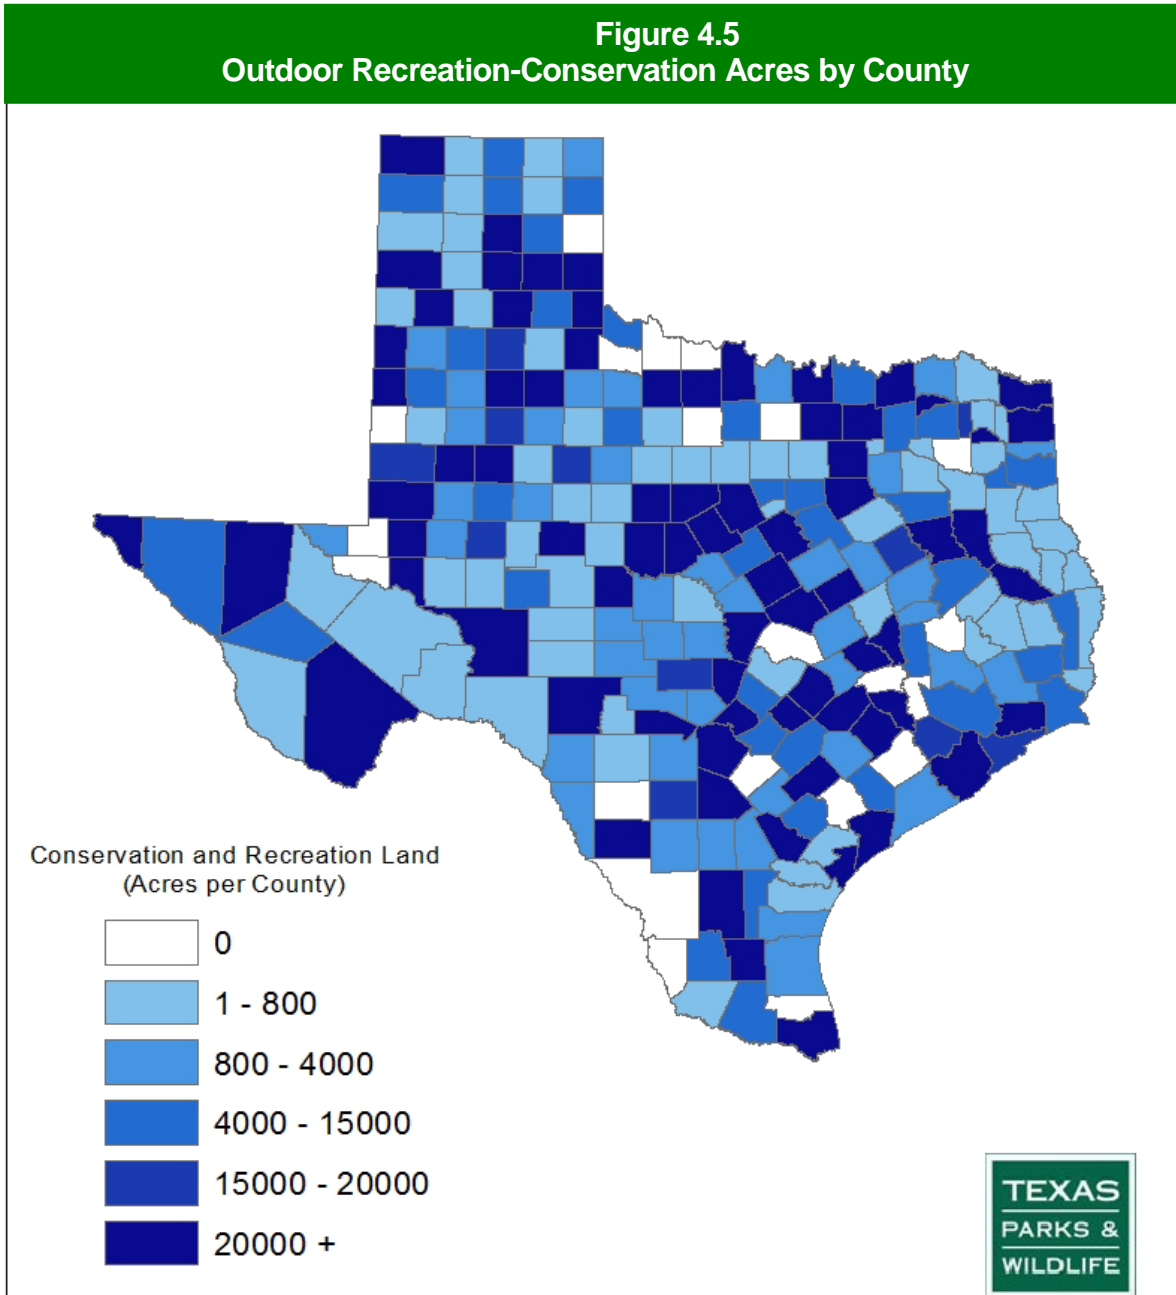 Figure 4.5
Outdoor Recreation-Conservation Acres by County
Conservation and Recreation Land
(Acres per County)
0
1 - 800
800 - 4000
4000 - 15000
15000 - 20000
20000 +
TEXAS
PARKS &
WILDLIFE